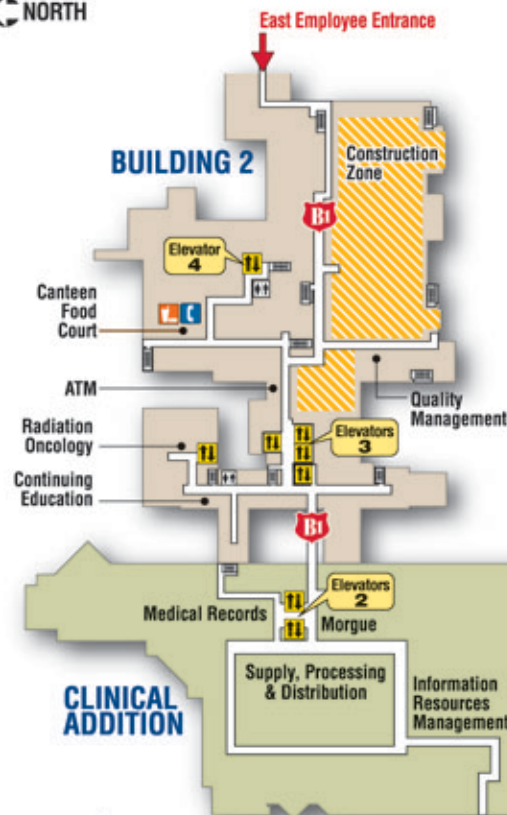 NORTH
East Employee Entrance
BUILDING 2
Construction
Zone
B1
Elevator
4
Canteen
Food
Court
ATM
Quality
Management
Radiation
Oncology
Elevators
3
Continuing
Education
B1
Elevators
2
Medical Records
Morgue
Supply, Processing
& Distribution
CLINICAL
ADDITION
Information
Resources
Management